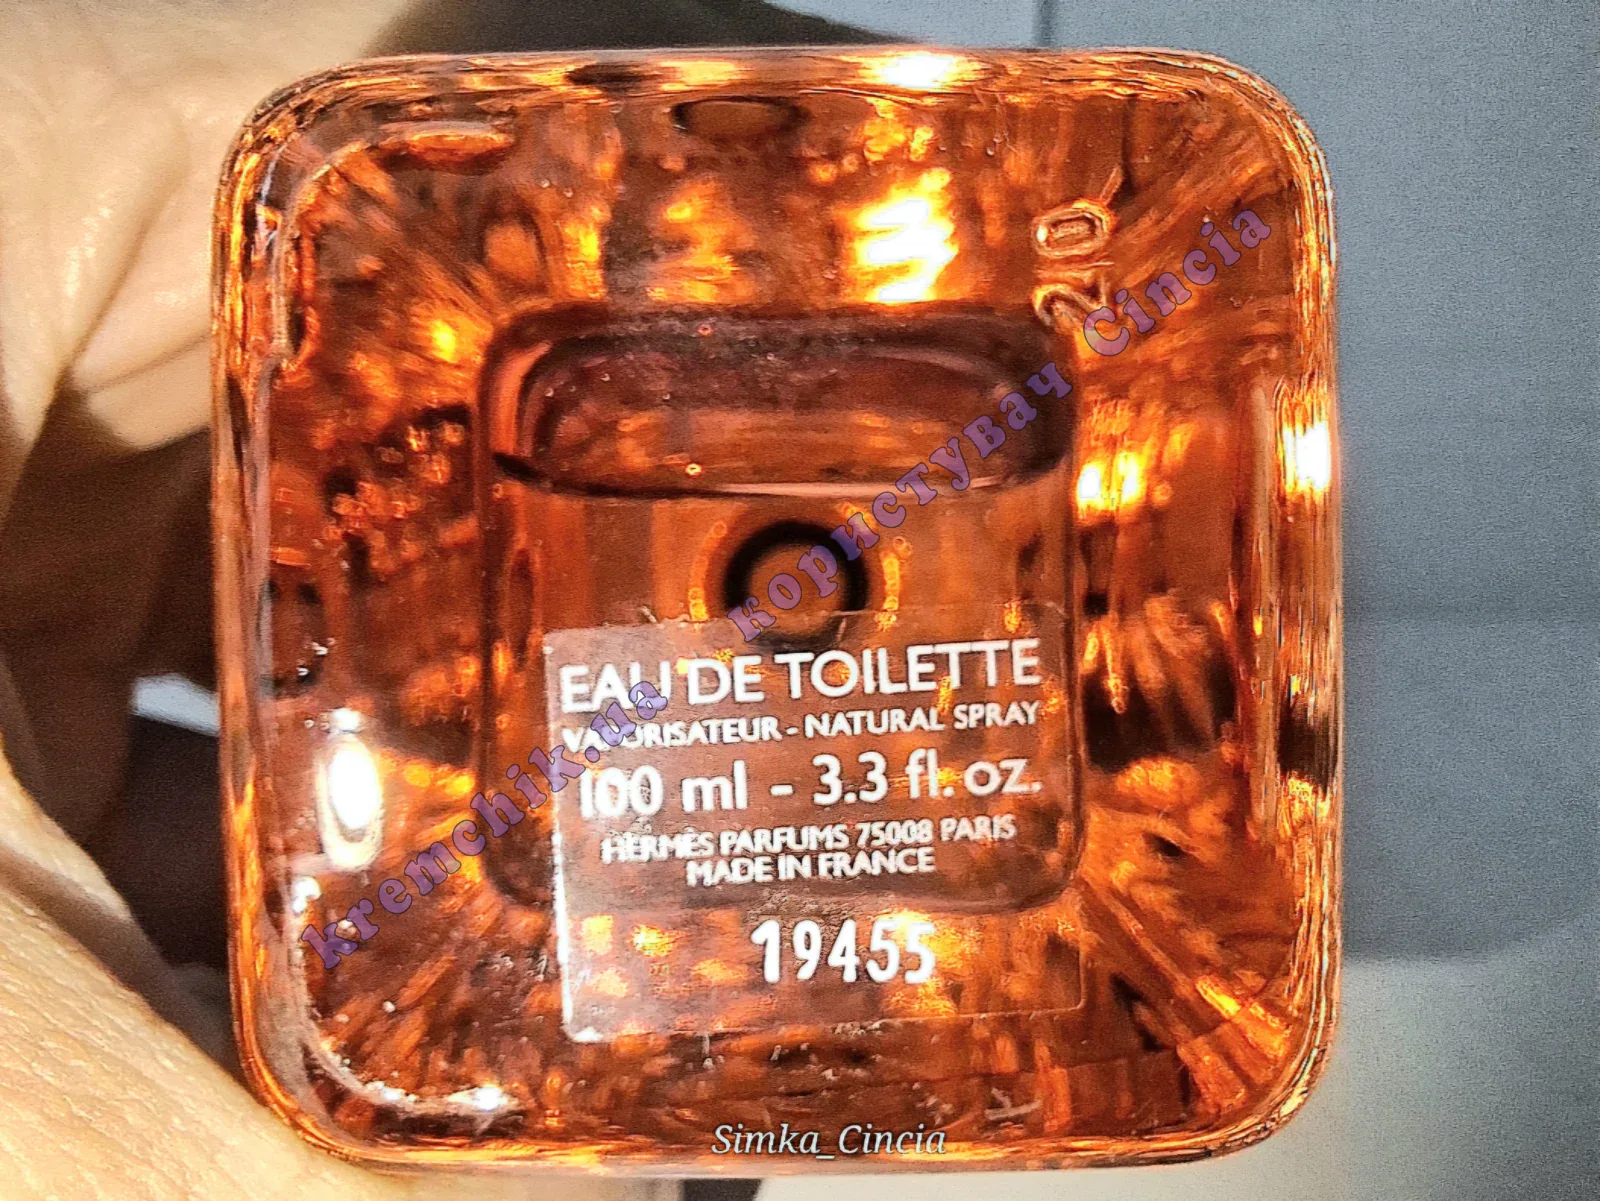 210
kremchik.ua користувач Cincia
EAU DE TOILETTE
VAPORISATEUR - NATURAL SPRAY
100 ml - 3.3 fl. oz.
HERMÈS PARFUMS 75008 PARIS
MADE IN FRANCE
19455
Simka_Cincia